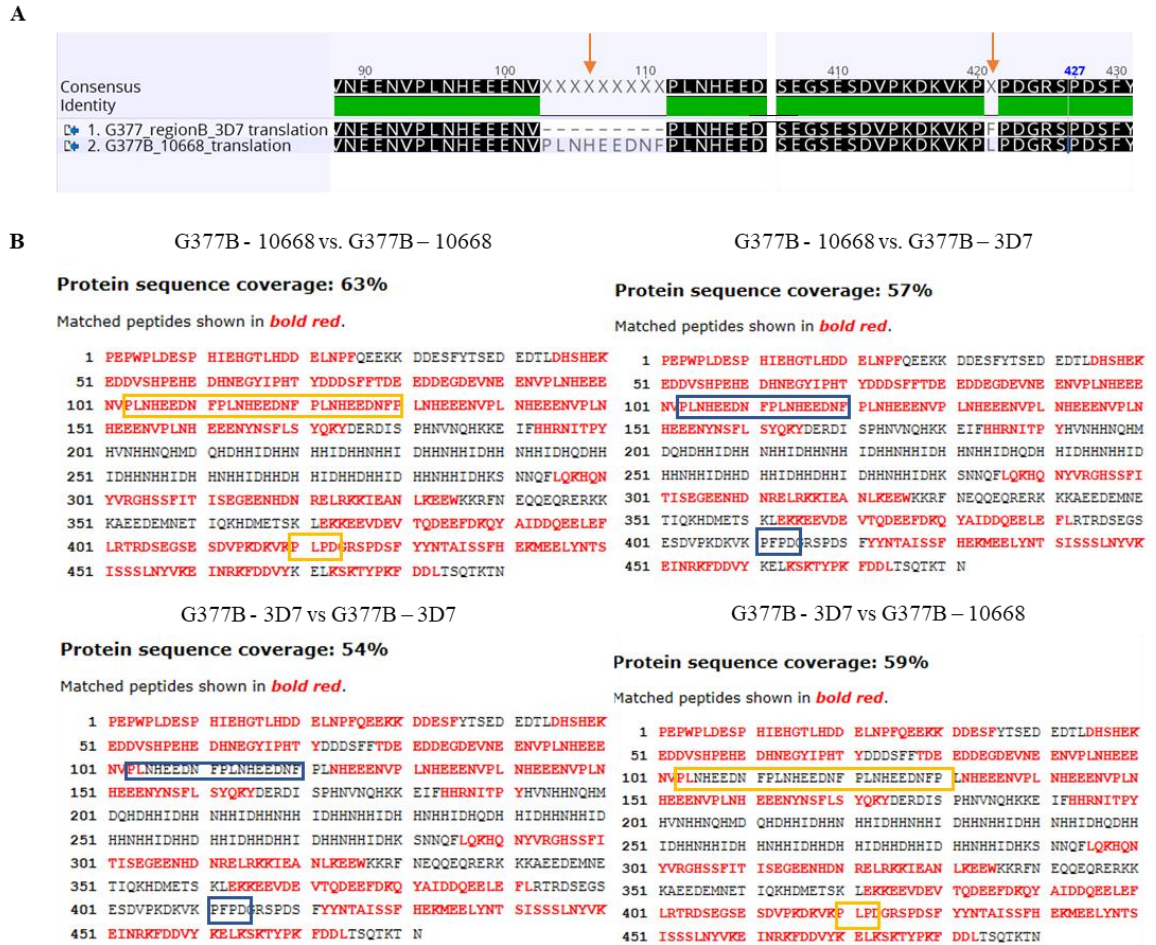 A
90 100 110 410 420 427 430
Consensus VNEENVPLNHEEENVXXXXXXXXXPLNHEED SEGSESDVPKDKVKPXPDGRSPDSFY
Identity
1. G377_regionB_3D7 translation VNEENVPLNHEEENV---------PLNHEED SEGSESDVPKDKVKPFPDGRSPDSFY
2. G377B_10668_translation VNEENVPLNHEEENVPLNHEEDNFPLNHEED SEGSESDVPKDKVKPLPDGRSPDSFY
B
G377B - 10668 vs. G377B – 10668
Protein sequence coverage: 63%
Matched peptides shown in bold red.
1 PEPWPLDESP HIEHGTLHDD ELNPFQEEKK DDESFYTSED EDTLDHSHEK
51 EDDVSHPEHE DHNEGYIPHT YDDDSFFTDE EDDEGDEVNE ENVPLNHEEE
101 NVPLNHEEDN FPLNHEEDNF PLNHEEDNFP LNHEEENVPL NHEEENVPLN
151 HEEENVPLNH EEENYNSFLS YQKYDERDIS PHNVNQHKKE IFHHRNITPY
201 HVNHHNQHMD QHDHHIDHHN HHIDHHNHHI DHHNHHIDHH NHHIDHQDHH
251 IDHHNHHIDH HNHHIDHHDH HIDHHDHHID HHNHHIDHKS NNQFLQKHQN
301 YVRGHSSFIT ISEGEENHDN RELRKKIEAN LKEEWKKRFN EQQEQRERKK
351 KAEEDEMNET IQKHDMETSK LEKKEEVDEV TQDEEFDKQY AIDDQEELEF
401 LRTRDSEGSE SDVPKDKVKP LPDGRSPDSF YYNTAISSFH EKMEELYNTS
451 ISSSLNYVKE INRKFDDVYK ELKSKTYPKF DDLTSQTKTN
G377B - 10668 vs. G377B – 3D7
Protein sequence coverage: 57%
Matched peptides shown in bold red.
1 PEPWPLDESP HIEHGTLHDD ELNPFQEEKK DDESFYTSED EDTLDHSHEK
51 EDDVSHPEHE DHNEGYIPHT YDDDSFFTDE EDDEGDEVNE ENVPLNHEEE
101 NVPLNHEEDN FPLNHEEDNF PLNHEEENVP LNHEEENVPL NHEEENVPLN
151 HEEENYNSFL SYQKYDERDI SPHNVNQHKK EIFHHRNITP YHVNHHNQHM
201 DQHDHHIDHH NHHIDHHNHH IDHHNHHIDH HNHHIDHQDH HIDHHNHHID
251 HHNHHIDHHD HHIDHHDHHI DHHNHHIDHK SNNQFLQKHQ NYVRGHSSFI
301 TISEGEENHD NRELRKKIEA NLKEEWKKRF NEQQEQRERK KKAEEDEMNE
351 TIQKHDMETS KLEKKEEVDE VTQDEEFDKQ YAIDDQEELE FLRTRDSEGS
401 ESDVPKDKVK PFPDGRSPDS FYYNTAISSF HEKMEELYNT SISSSLNYVK
451 EINRKFDDVY KELKSKTYPK FDDLTSQTKT N
G377B - 3D7 vs G377B – 3D7
Protein sequence coverage: 54%
Matched peptides shown in bold red.
1 PEPWPLDESP HIEHGTLHDD ELNPFQEEKK DDESFYTSED EDTLDHSHEK
51 EDDVSHPEHE DHNEGYIPHT YDDDSFFTDE EDDEGDEVNE ENVPLNHEEE
101 NVPLNHEEDN FPLNHEEDNF PLNHEEENVP LNHEEENVPL NHEEENVPLN
151 HEEENYNSFL SYQKYDERDI SPHNVNQHKK EIFHHRNITP YHVNHHNQHM
201 DQHDHHIDHH NHHIDHHNHH IDHHNHHIDH HNHHIDHQDH HIDHHNHHID
251 HHNHHIDHHD HHIDHHDHHI DHHNHHIDHK SNNQFLQKHQ NYVRGHSSFI
301 TISEGEENHD NRELRKKIEA NLKEEWKKRF NEQQEQRERK KKAEEDEMNE
351 TIQKHDMETS KLEKKEEVDE VTQDEEFDKQ YAIDDQEELE FLRTRDSEGS
401 ESDVPKDKVK PFPDGRSPDS FYYNTAISSF HEKMEELYNT SISSSLNYVK
451 EINRKFDDVY KELKSKTYPK FDDLTSQTKT N
G377B - 3D7 vs G377B – 10668
Protein sequence coverage: 59%
Matched peptides shown in bold red.
1 PEPWPLDESP HIEHGTLHDD ELNPFQEEKK DDESFYTSED EDTLDHSHEK
51 EDDVSHPEHE DHNEGYIPHT YDDDSFFTDE EDDEGDEVNE ENVPLNHEEE
101 NVPLNHEEDN FPLNHEEDNF PLNHEEDNFP LNHEEENVPL NHEEENVPLN
151 HEEENVPLNH EEENYNSFLS YQKYDERDIS PHNVNQHKKE IFHHRNITPY
201 HVNHHNQHMD QHDHHIDHHN HHIDHHNHHI DHHNHHIDHH NHHIDHQDHH
251 IDHHNHHIDH HNHHIDHHDH HIDHHDHHID HHNHHIDHKS NNQFLQKHQN
301 YVRGHSSFIT ISEGEENHDN RELRKKIEAN LKEEWKKRFN EQQEQRERKK
351 KAEEDEMNET IQKHDMETSK LEKKEEVDEV TQDEEFDKQY AIDDQEELEF
401 LRTRDSEGSE SDVPKDKVKP LPDGRSPDSF YYNTAISSFH EKMEELYNTS
451 ISSSLNYVKE INRKFDDVYK ELKSKTYPKF DDLTSQTKTN